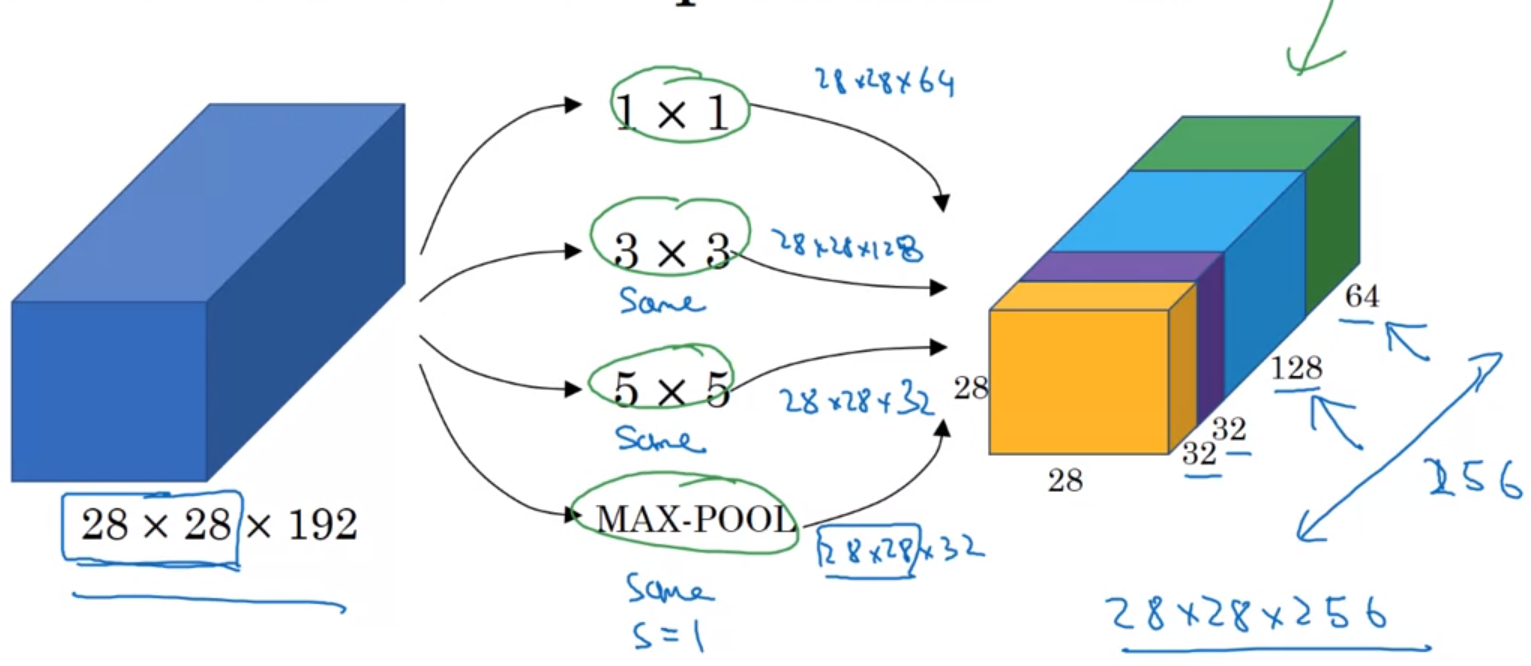 28×28×64
1 × 1
3 × 3
28×28×128
Same
5 × 5
28×28×32
Same
MAX-POOL
28×28×32
Same
s=1
28 × 28 × 192
28
28
32
32
128
64
256
28×28×256